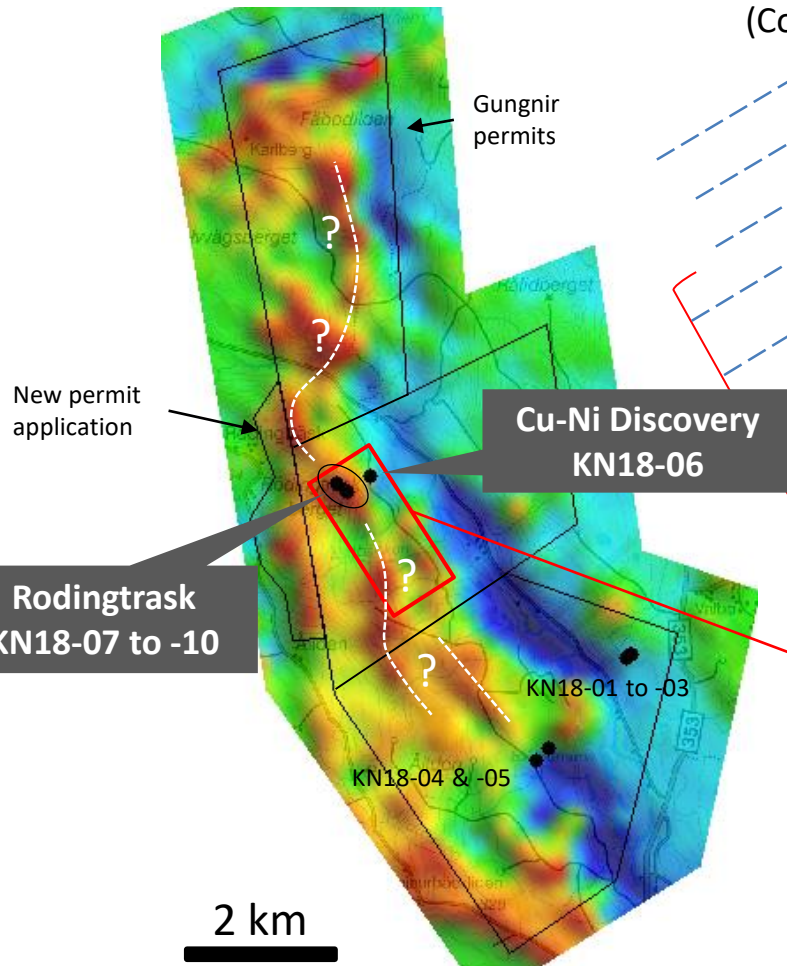 (Co
Gungnir
permits
Fäbodliden
Karlberg
?
?
New permit
application
Cu-Ni Discovery
KN18-06
?
Rodingtrask
KN18-07 to -10
?
KN18-01 to -03
353
KN18-04 & -05
2 km